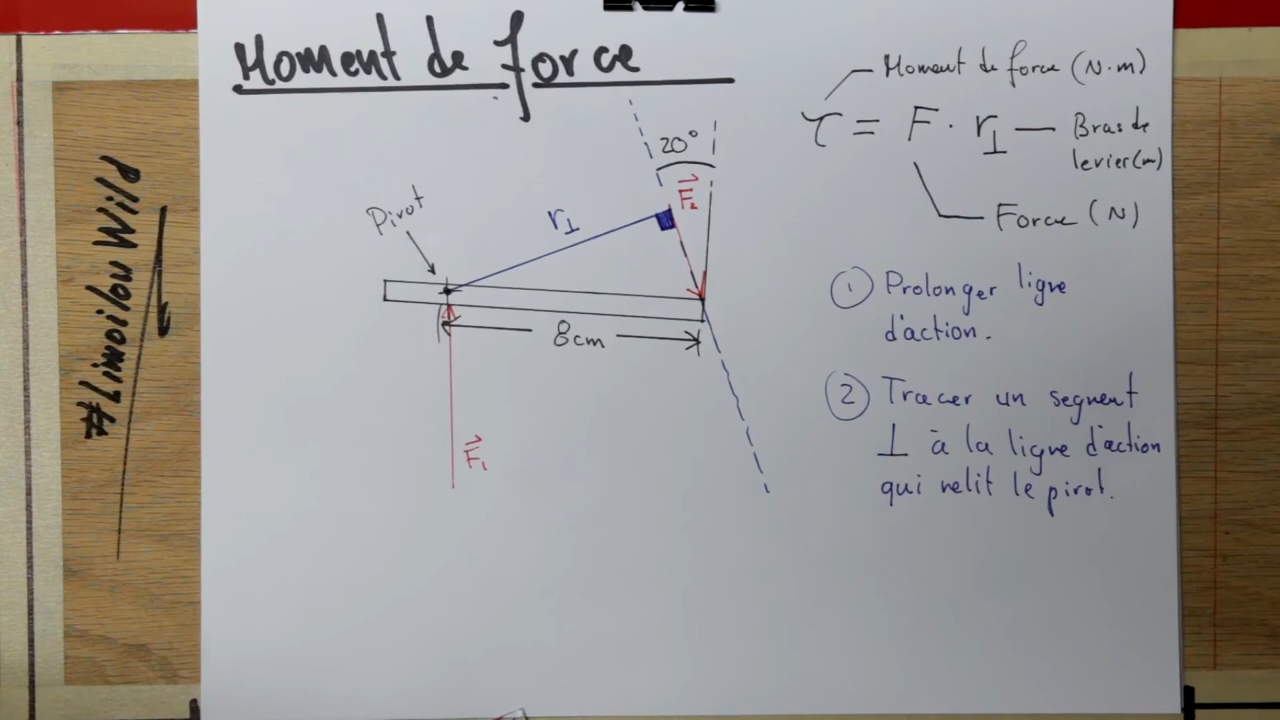 Moment de force
Moment de force (N·m)
τ = F · r⊥
Bras de
levier (m)
Force (N)
20°
F₂
r⊥
Pivot
8cm
F₁
① Prolonger ligne
d'action.
② Tracer un segment
⊥ à la ligne d'action
qui relit le pivot.
#Limoilou Wild